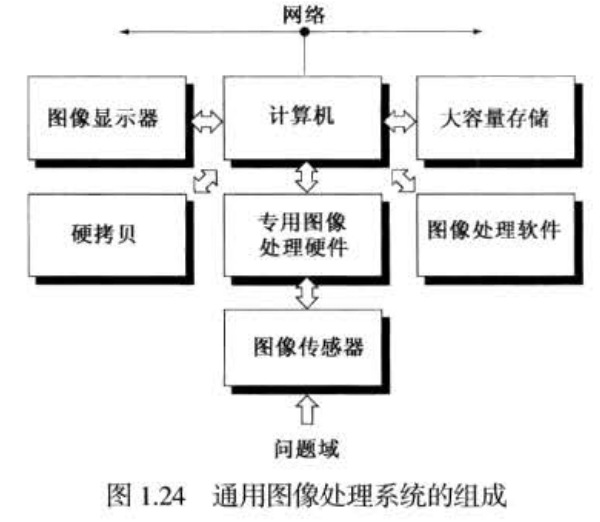 网络
图像显示器
计算机
大容量存储
硬拷贝
专用图像
处理硬件
图像处理软件
图像传感器
问题域
图 1.24 通用图像处理系统的组成